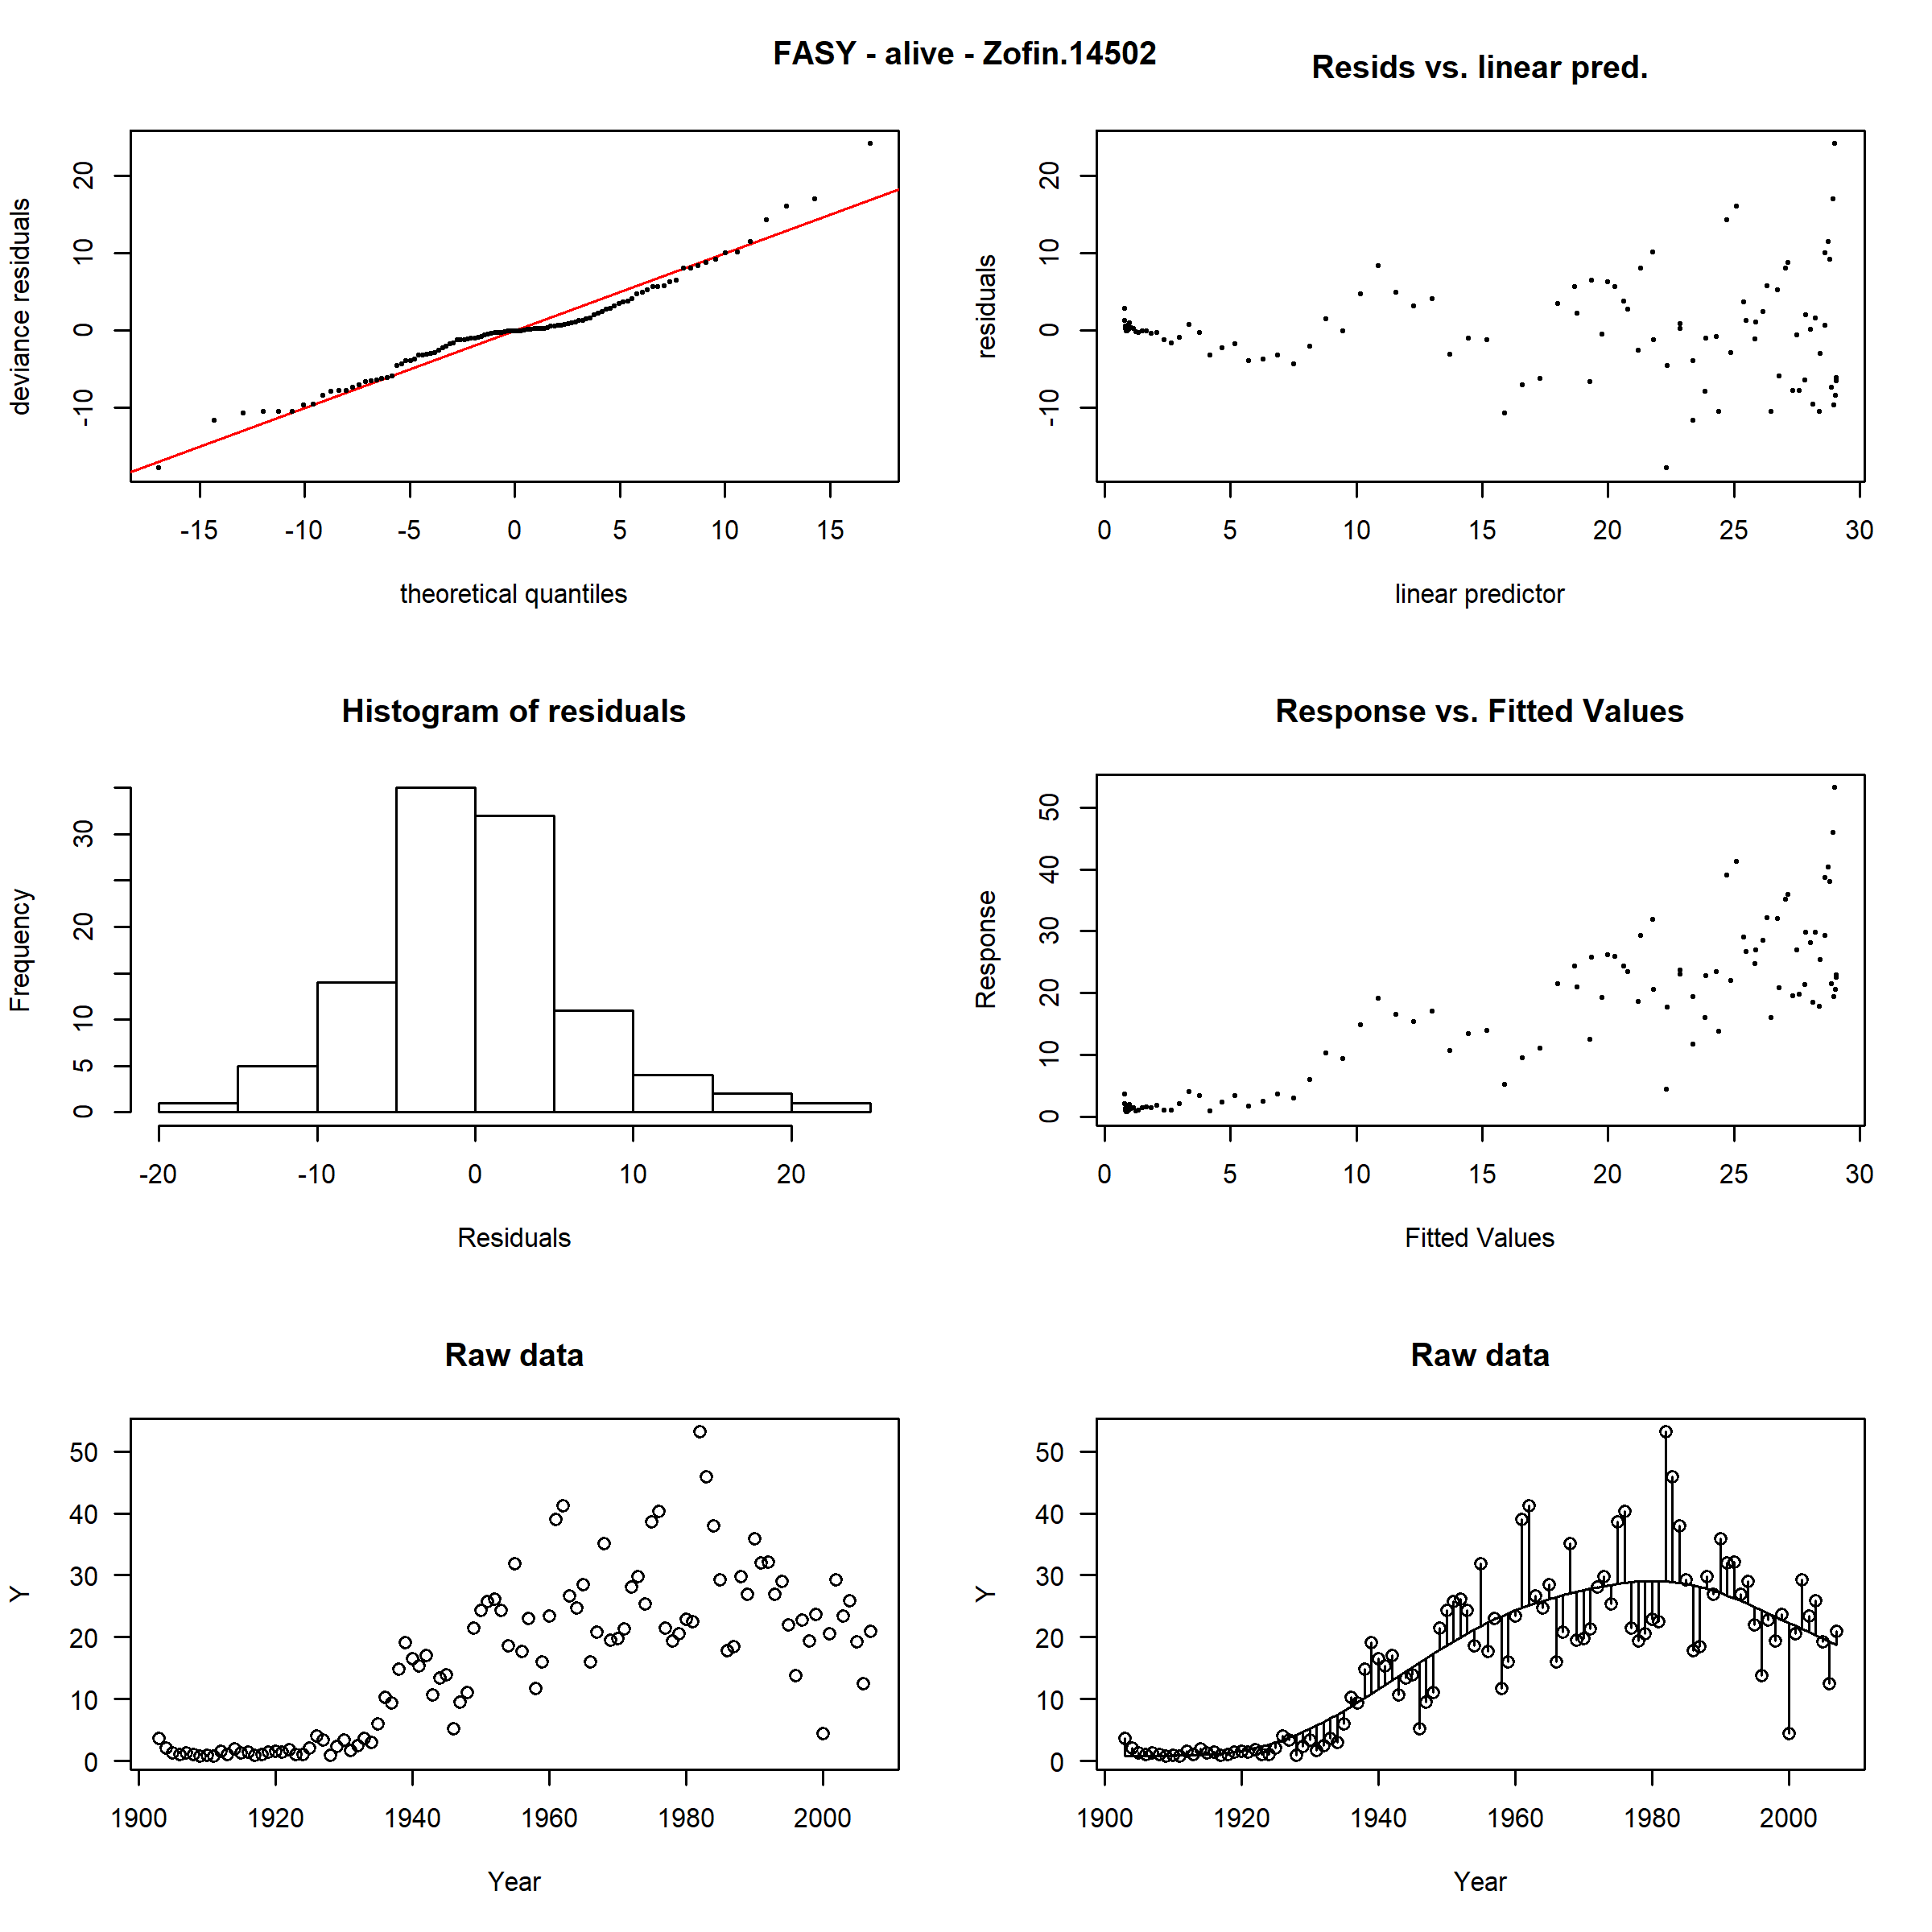 FASY - alive - Zofin.14502
Resids vs. linear pred.
deviance residuals
20
10
0
-10
-15 -10 -5 0 5 10 15
theoretical quantiles
residuals
20
10
0
-10
0 5 10 15 20 25 30
linear predictor
Histogram of residuals
Frequency
30
20
10
5
0
-20 -10 0 10 20
Residuals
Response vs. Fitted Values
Response
50
40
30
20
10
0
0 5 10 15 20 25 30
Fitted Values
Raw data
Y
50
40
30
20
10
0
1900 1920 1940 1960 1980 2000
Year
Raw data
Y
50
40
30
20
10
0
1900 1920 1940 1960 1980 2000
Year